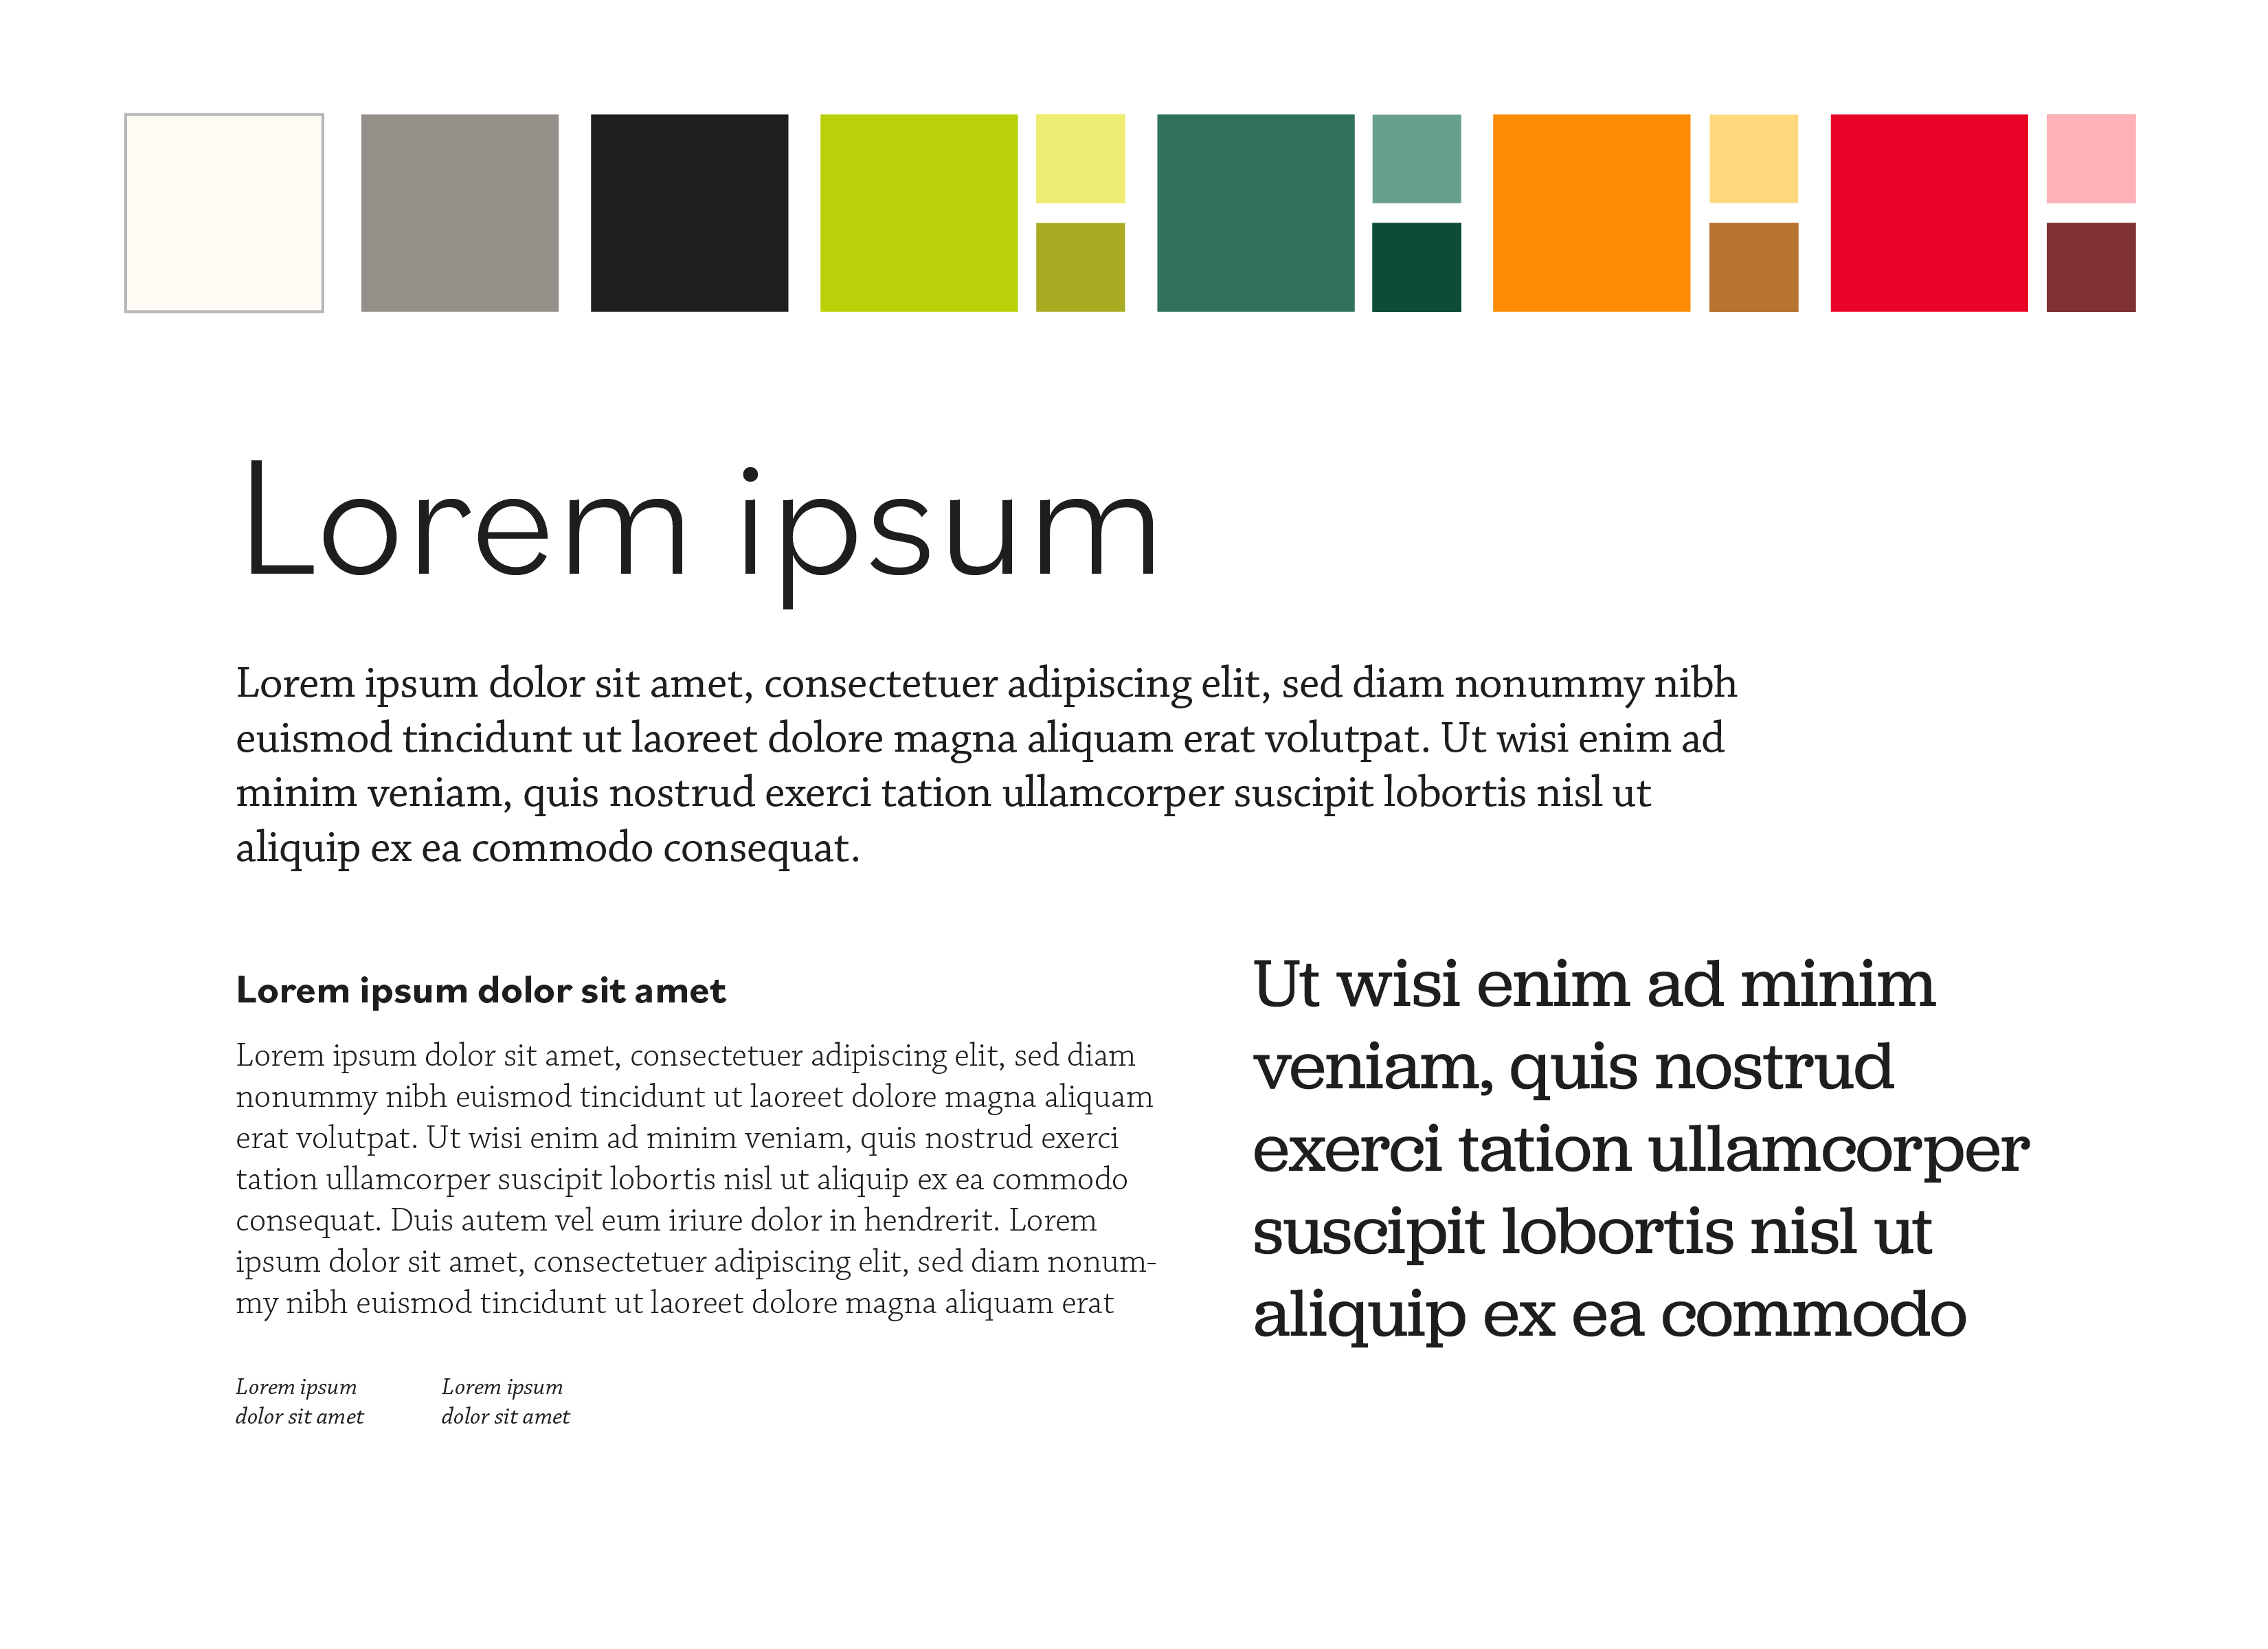 Lorem ipsum
Lorem ipsum dolor sit amet, consectetuer adipiscing elit, sed diam nonummy nibh
euismod tincidunt ut laoreet dolore magna aliquam erat volutpat. Ut wisi enim ad
minim veniam, quis nostrud exerci tation ullamcorper suscipit lobortis nisl ut
aliquip ex ea commodo consequat.
Lorem ipsum dolor sit amet
Lorem ipsum dolor sit amet, consectetuer adipiscing elit, sed diam
nonummy nibh euismod tincidunt ut laoreet dolore magna aliquam
erat volutpat. Ut wisi enim ad minim veniam, quis nostrud exerci
tation ullamcorper suscipit lobortis nisl ut aliquip ex ea commodo
consequat. Duis autem vel eum iriure dolor in hendrerit. Lorem
ipsum dolor sit amet, consectetuer adipiscing elit, sed diam nonum-
my nibh euismod tincidunt ut laoreet dolore magna aliquam erat
Lorem ipsum
dolor sit amet
Lorem ipsum
dolor sit amet
Ut wisi enim ad minim
veniam, quis nostrud
exerci tation ullamcorper
suscipit lobortis nisl ut
aliquip ex ea commodo